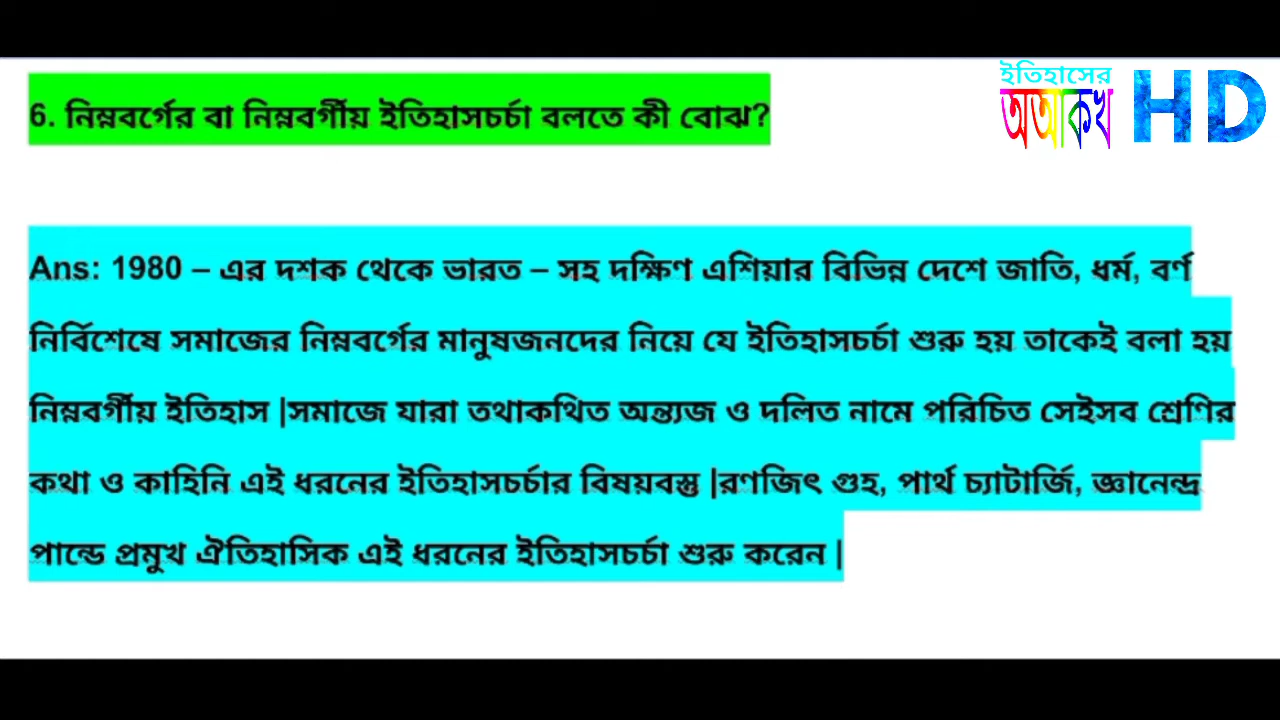 ইতিহাসের
অআকখ HD
6. নিম্নবর্গের বা নিম্নবর্গীয় ইতিহাসচর্চা বলতে কী বোঝ?
Ans: 1980 – এর দশক থেকে ভারত – সহ দক্ষিণ এশিয়ার বিভিন্ন দেশে জাতি, ধর্ম, বর্ণ
নির্বিশেষে সমাজের নিম্নবর্গের মানুষজনদের নিয়ে যে ইতিহাসচর্চা শুরু হয় তাকেই বলা হয়
নিম্নবর্গীয় ইতিহাস |সমাজে যারা তথাকথিত অন্ত্যজ ও দলিত নামে পরিচিত সেইসব শ্রেণির
কথা ও কাহিনি এই ধরনের ইতিহাসচর্চার বিষয়বস্তু |রণজিৎ গুহ, পার্থ চ্যাটার্জি, জ্ঞানেন্দ্র
পান্ডে প্রমুখ ঐতিহাসিক এই ধরনের ইতিহাসচর্চা শুরু করেন |